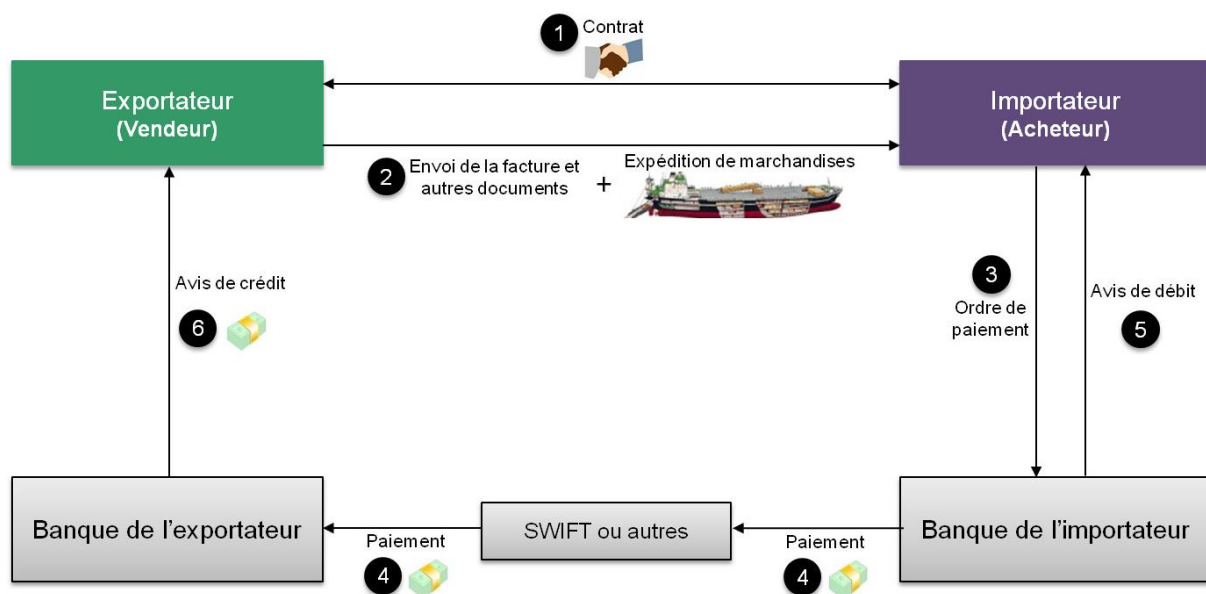 1 Contrat
Exportateur
(Vendeur)
Importateur
(Acheteur)
2 Envoi de la facture et
autres documents
+
Expédition de marchandises
3
Ordre de
paiement
Avis de débit
5
Avis de crédit
6
Banque de l'exportateur
SWIFT ou autres
Banque de l'importateur
Paiement
4
Paiement
4